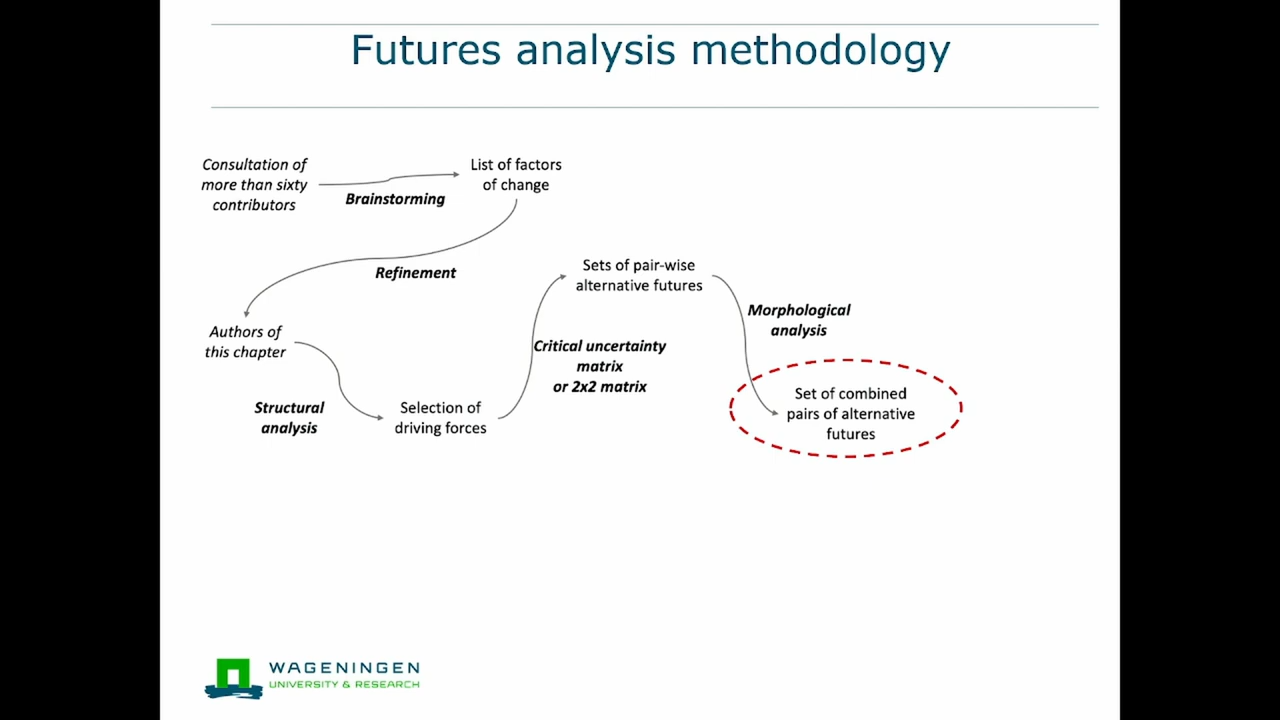 Futures analysis methodology
Consultation of
more than sixty
contributors
Brainstorming
List of factors
of change
Refinement
Authors of
this chapter
Structural
analysis
Selection of
driving forces
Critical uncertainty
matrix
or 2x2 matrix
Sets of pair-wise
alternative futures
Morphological
analysis
Set of combined
pairs of alternative
futures
WAGENINGEN
UNIVERSITY & RESEARCH